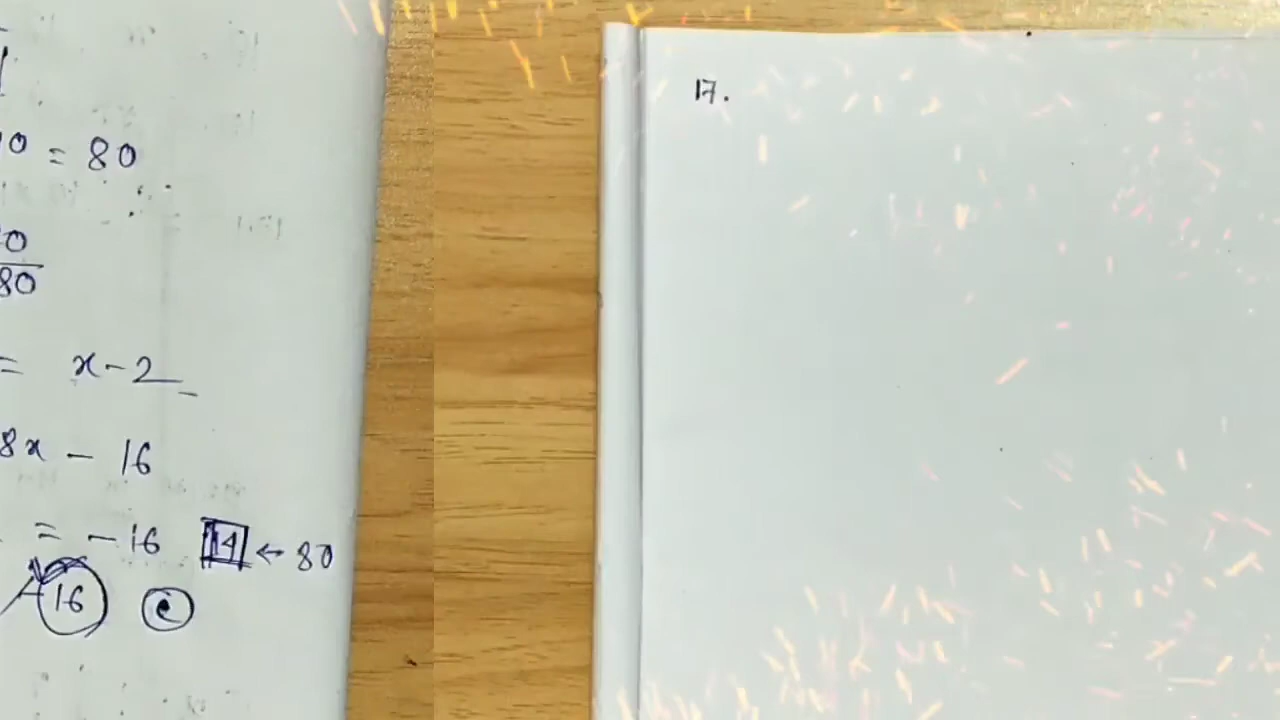 0 = 80
0
80
= x - 2
8x - 16
= - 16 14 ← 80
16 c
17.